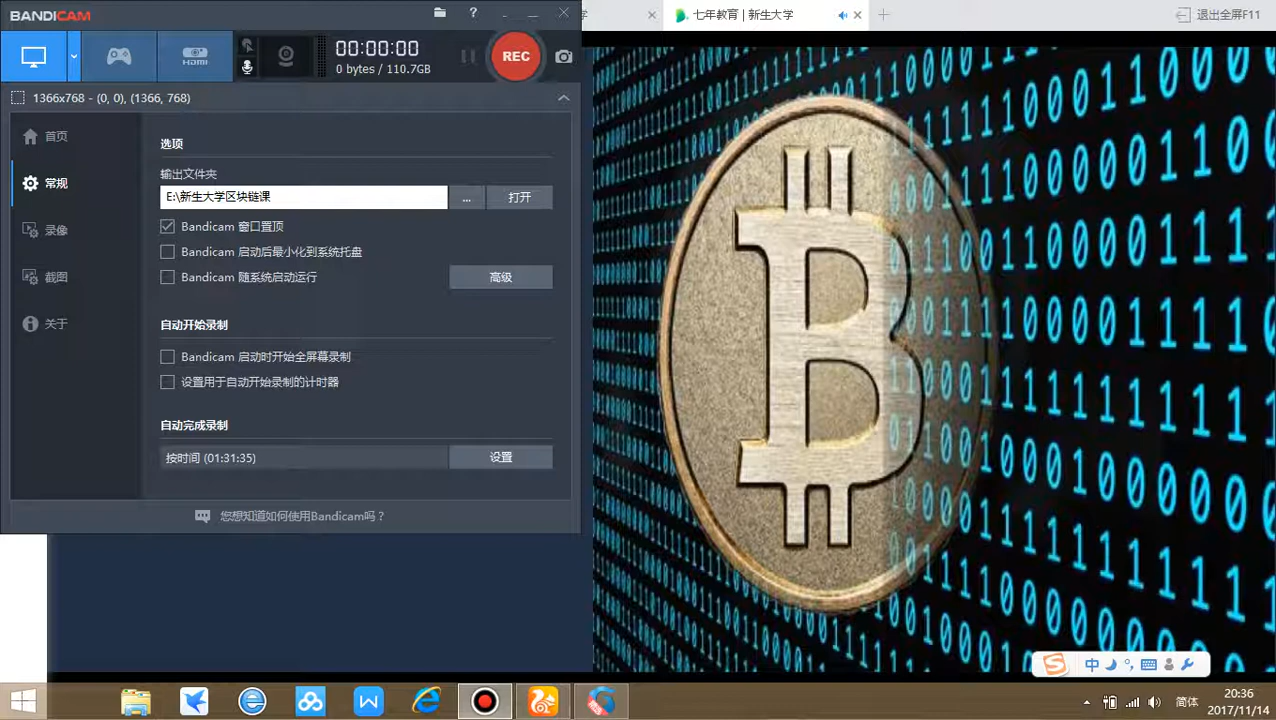 BANDICAM
?
学
七年教育 | 新生大学
退出全屏F11
HDMI
00:00:00
0 bytes / 110.7GB
REC
1366x768 - (0, 0), (1366, 768)
首页
常规
录像
截图
关于
选项
输出文件夹
E:\新生大学区块链课
...
打开
Bandicam 窗口置顶
Bandicam 启动后最小化到系统托盘
Bandicam 随系统启动运行
高级
自动开始录制
Bandicam 启动时开始全屏幕录制
设置用于自动开始录制的计时器
自动完成录制
按时间 (01:31:35)
设置
您想知道如何使用Bandicam吗？
中
简体
20:36
2017/11/14